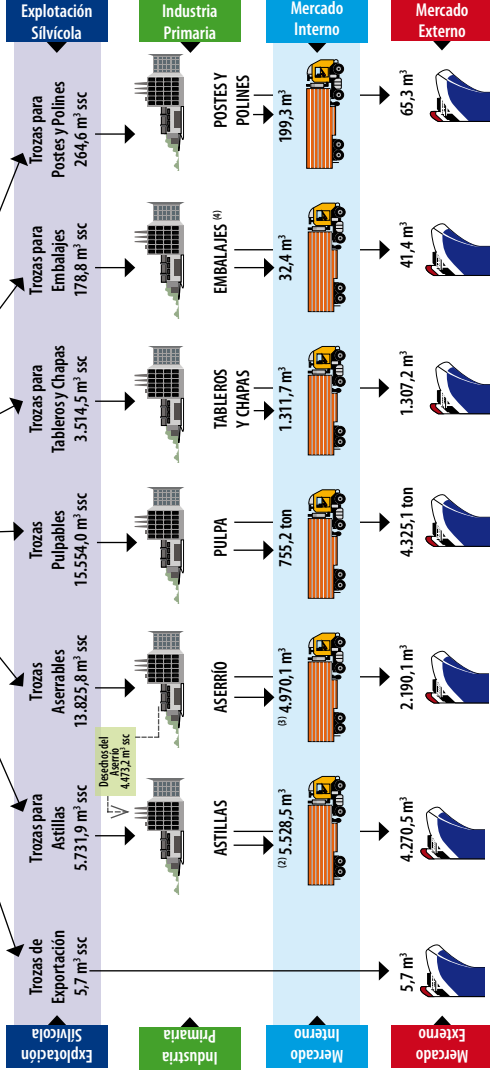 Explotación
Silvícola
Trozas de
Exportación
5,7 m³ ssc
Trozas para
Astillas
5.731,9 m³ ssc
Trozas
Aserrables
13.825,8 m³ ssc
Trozas
Pulpables
15.554,0 m³ ssc
Trozas para
Tableros y Chapas
3.514,5 m³ ssc
Trozas para
Embalajes
178,8 m³ ssc
Trozas para
Postes y Polines
264,6 m³ ssc
Explotación
Silvícola
Industria
Primaria
Desechos del
Aserrío
4.473,2 m³ ssc
Industria
Primaria
ASTILLAS
ASERRÍO
PULPA
TABLEROS
Y CHAPAS
EMBALAJES (4)
POSTES Y
POLINES
Mercado
Interno
(2) 5.528,5 m³
(3) 4.970,1 m³
755,2 ton
1.311,7 m³
32,4 m³
199,3 m³
Mercado
Interno
Mercado
Externo
5,7 m³
4.270,5 m³
2.190,1 m³
4.325,1 ton
1.307,2 m³
41,4 m³
65,3 m³
Mercado
Externo